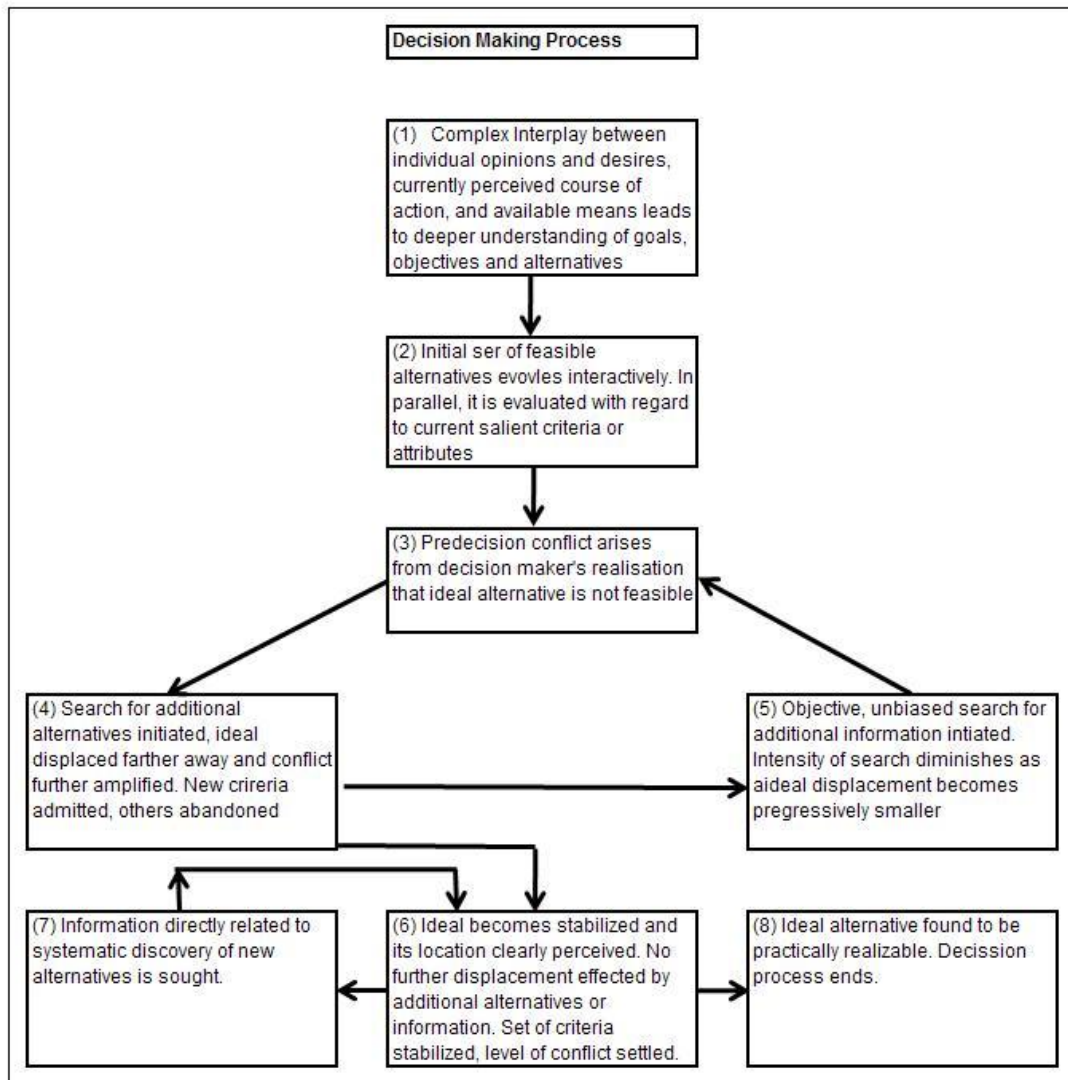 Decision Making Process
(1) Complex Interplay between
individual opinions and desires,
currently perceived course of
action, and available means leads
to deeper understanding of goals,
objectives and alternatives
(2) Initial ser of feasible
alternatives evovles interactively. In
parallel, it is evaluated with regard
to current salient criteria or
attributes
(3) Predecision conflict arises
from decision maker's realisation
that ideal alternative is not feasible
(4) Search for additional
alternatives initiated, ideal
displaced farther away and conflict
further amplified. New crireria
admitted, others abandoned
(5) Objective, unbiased search for
additional information intiated.
Intensity of search diminishes as
aideal displacement becomes
pregressively smaller
(7) Information directly related to
systematic discovery of new
alternatives is sought.
(6) Ideal becomes stabilized and
its location clearly perceived. No
further displacement effected by
additional alternatives or
information. Set of criteria
stabilized, level of conflict settled.
(8) Ideal alternative found to be
practically realizable. Decission
process ends.